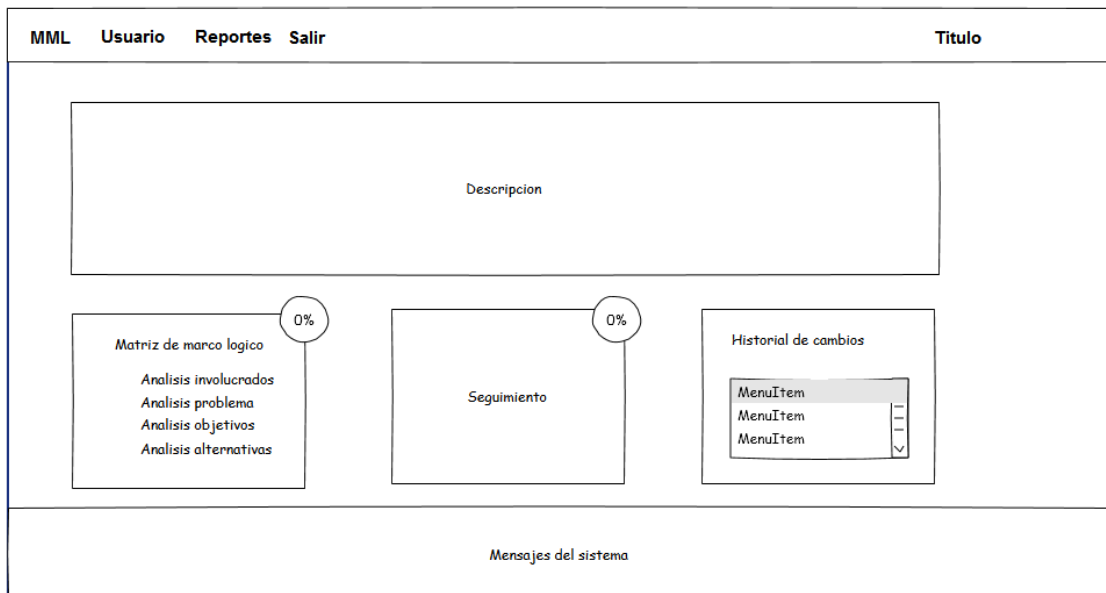 MML Usuario Reportes Salir Titulo
Descripcion
0%
Matriz de marco logico
Analisis involucrados
Analisis problema
Analisis objetivos
Analisis alternativas
0%
Seguimiento
Historial de cambios
MenuItem
MenuItem
MenuItem
Mensajes del sistema